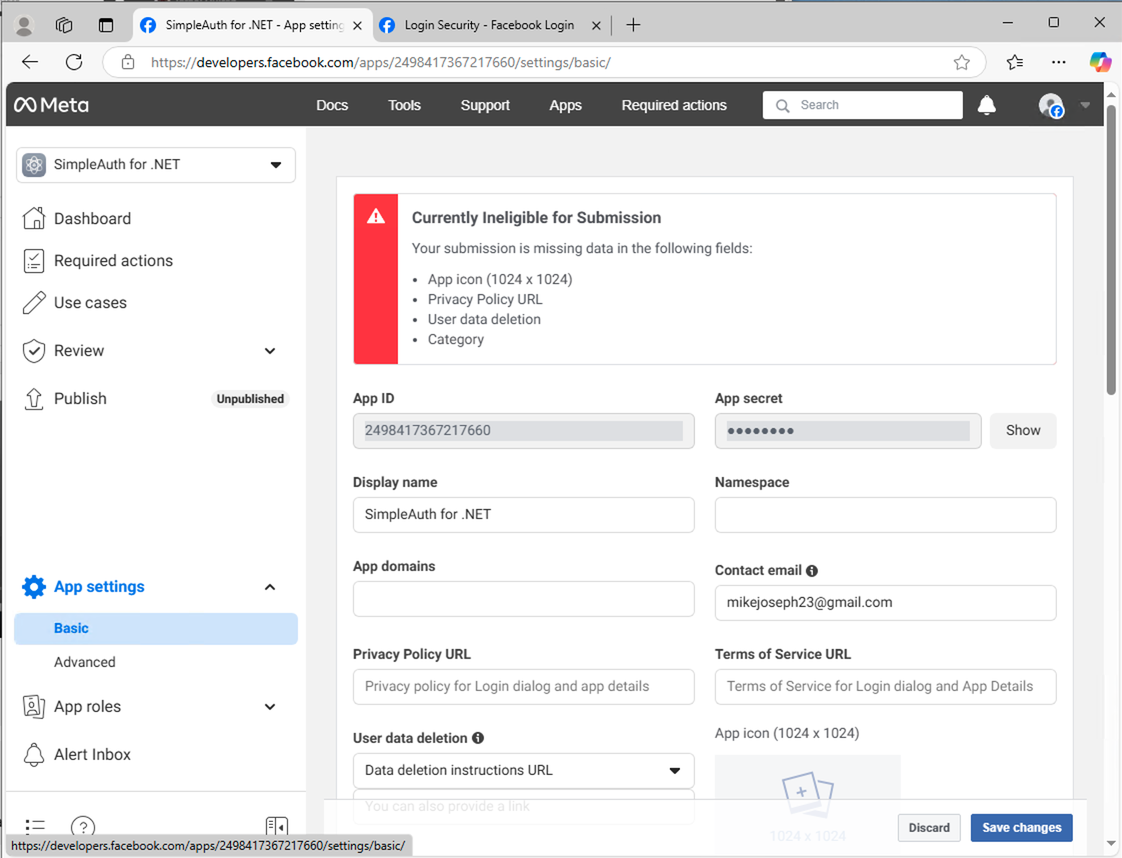 SimpleAuth for .NET - App setting
Login Security - Facebook Login
https://developers.facebook.com/apps/2498417367217660/settings/basic/
Meta
Docs
Tools
Support
Apps
Required actions
Search
SimpleAuth for .NET
Dashboard
Required actions
Use cases
Review
Publish
Unpublished
App settings
Basic
Advanced
App roles
Alert Inbox
Currently Ineligible for Submission
Your submission is missing data in the following fields:
• App icon (1024 x 1024)
• Privacy Policy URL
• User data deletion
• Category
App ID
2498417367217660
App secret
••••••••
Show
Display name
SimpleAuth for .NET
Namespace
App domains
Contact email
mikejoseph23@gmail.com
Privacy Policy URL
Privacy policy for Login dialog and app details
Terms of Service URL
Terms of Service for Login dialog and App Details
User data deletion
Data deletion instructions URL
You can also provide a link
App icon (1024 x 1024)
1024 x 1024
Discard
Save changes
https://developers.facebook.com/apps/2498417367217660/settings/basic/